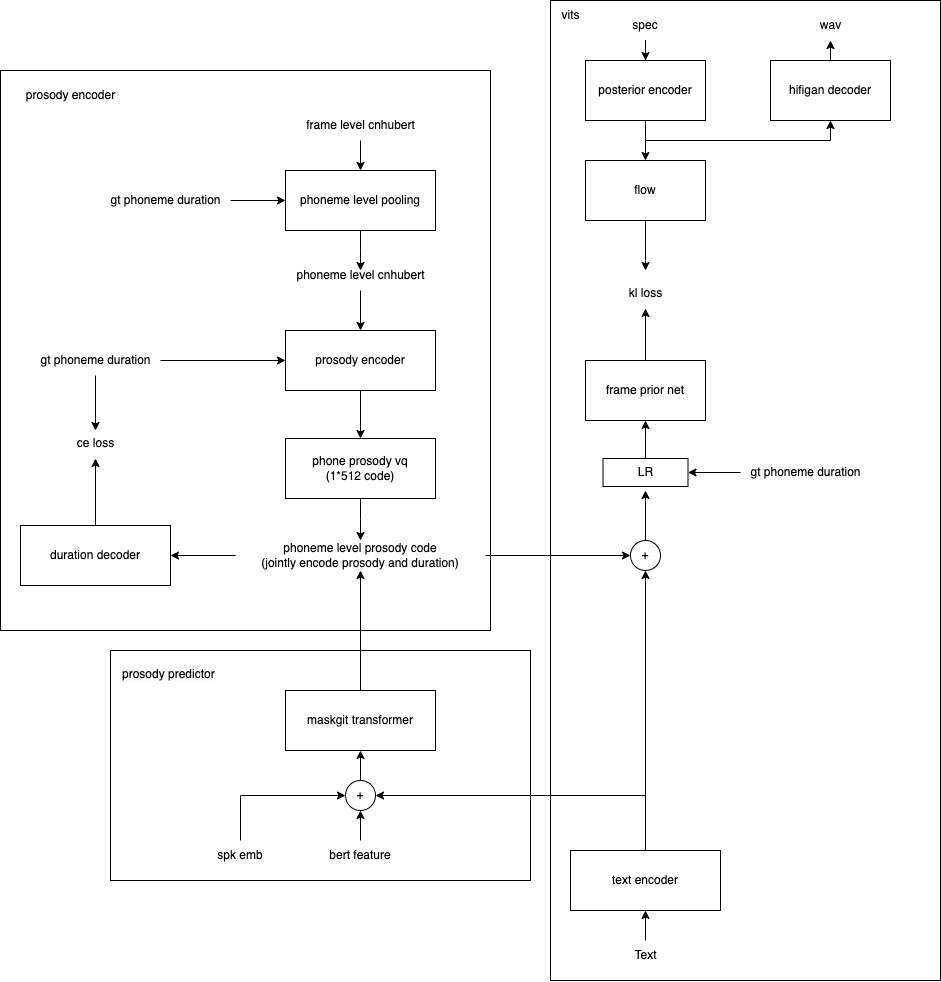 prosody encoder
frame level cnhubert
gt phoneme duration
phoneme level pooling
phoneme level cnhubert
gt phoneme duration
prosody encoder
ce loss
phone prosody vq
(1*512 code)
duration decoder
phoneme level prosody code
(jointly encode prosody and duration)
prosody predictor
maskgit transformer
+
spk emb
bert feature
vits
spec
wav
posterior encoder
hifigan decoder
flow
kl loss
frame prior net
LR
gt phoneme duration
+
text encoder
Text